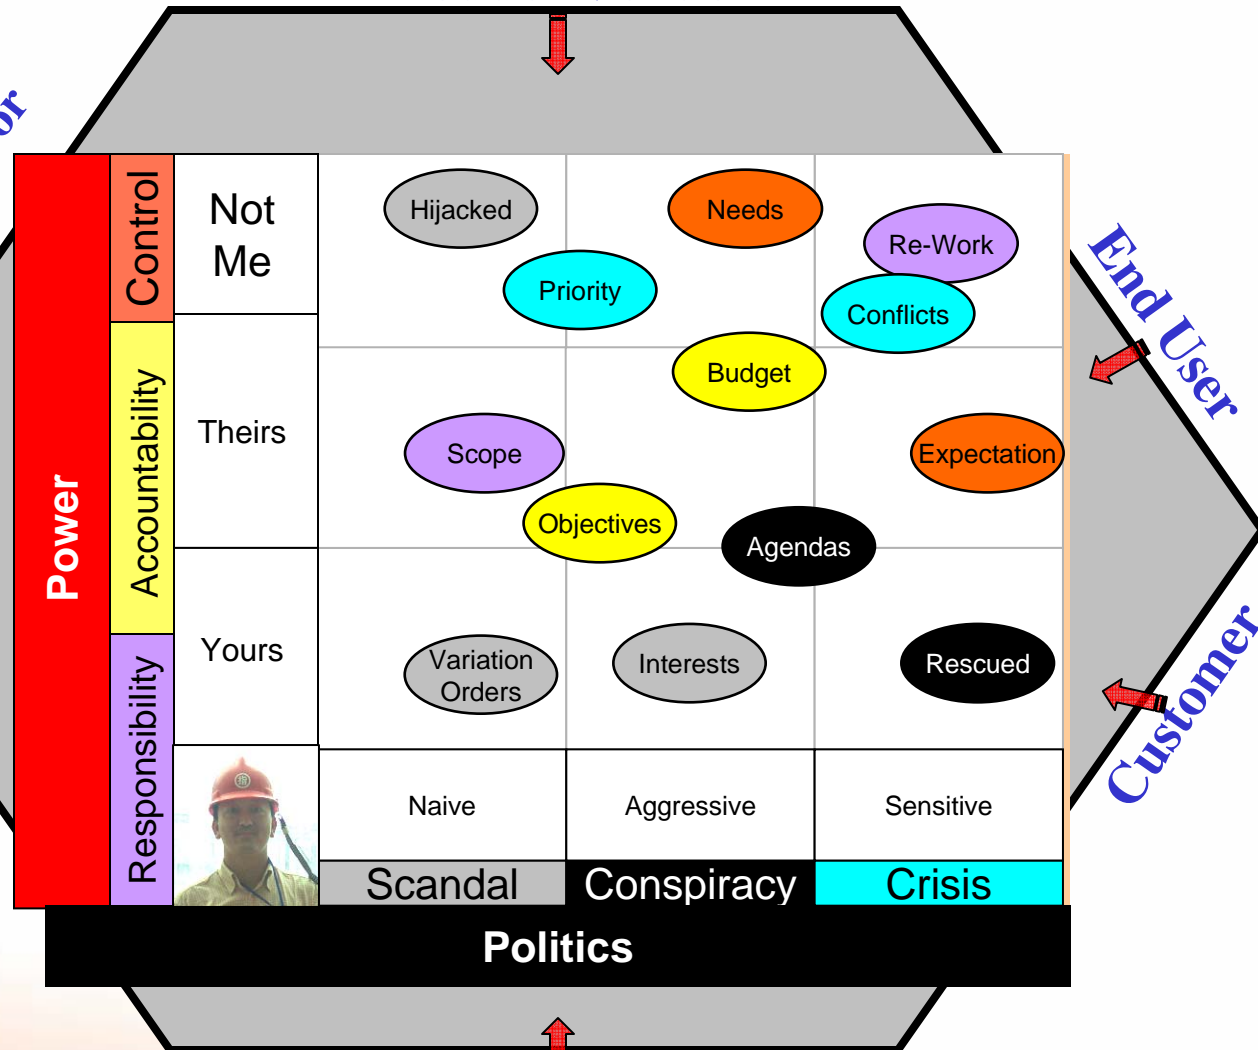 Power
Control
Accountability
Responsibility
Not
Me
Theirs
Yours
Hijacked
Needs
Re-Work
Priority
Conflicts
Budget
Scope
Expectation
Objectives
Agendas
Variation
Orders
Interests
Rescued
Naive
Aggressive
Sensitive
Scandal
Conspiracy
Crisis
Politics
End User
Customer